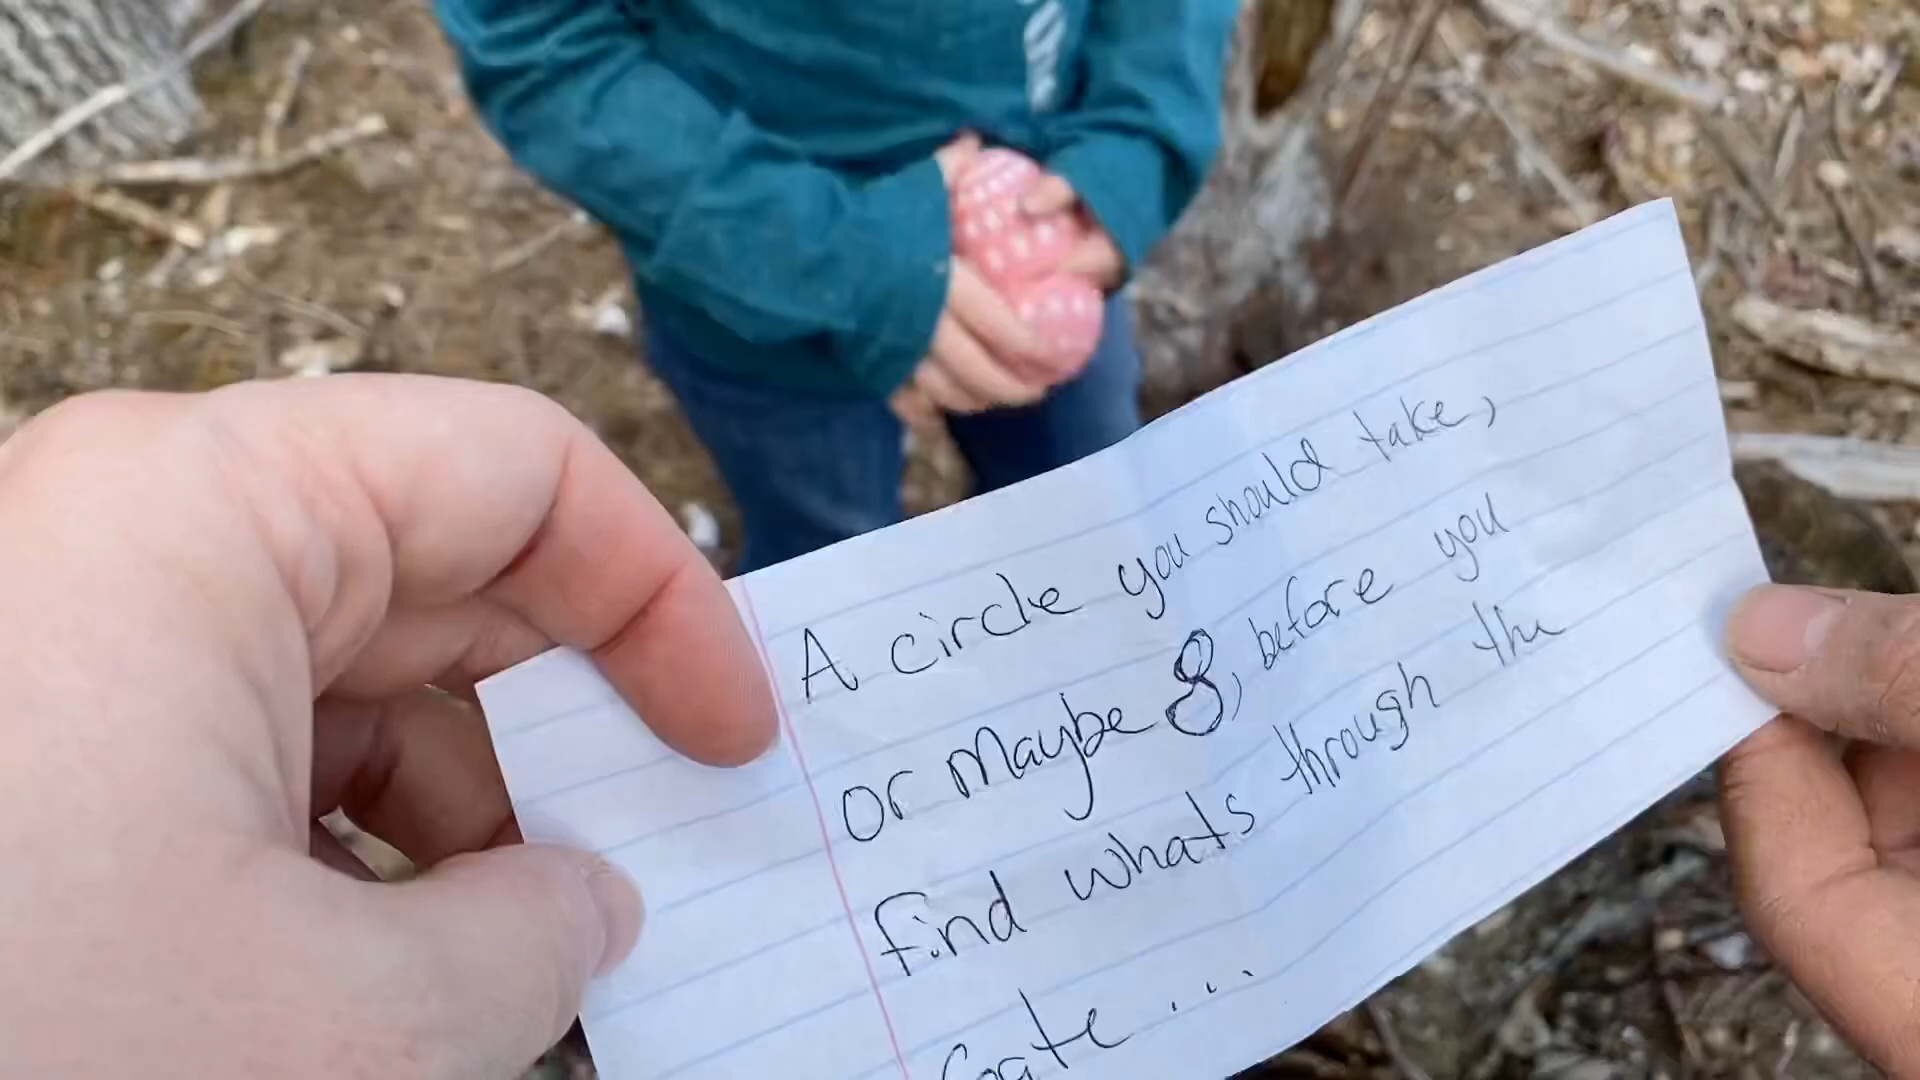 A circle you should take,
or maybe 8, before you
find whats through the
Gate...